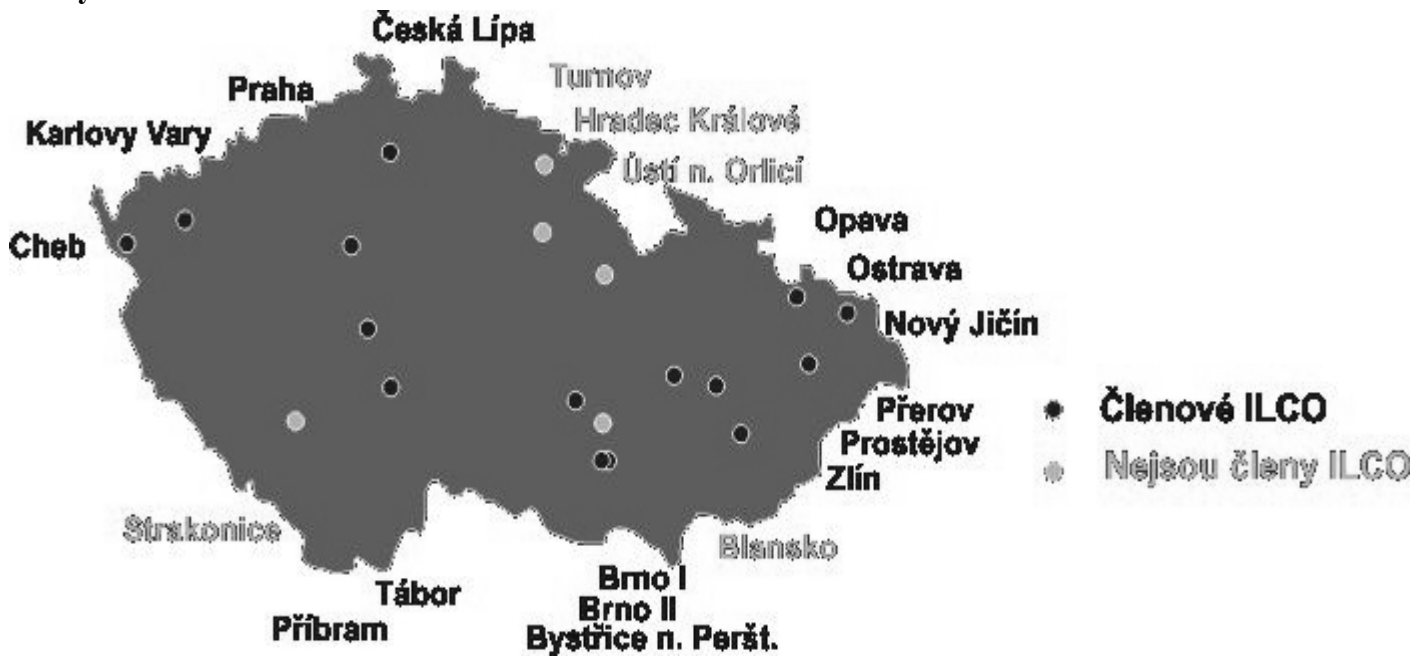 Česká Lípa
Turnov
Praha
Hradec Králové
Karlovy Vary
Ústí n. Orlicí
Opava
Cheb
Ostrava
Nový Jičín
Přerov
Členové ILCO
Prostějov
Nejsou členy ILCO
Zlín
Strakonice
Blansko
Brno I
Tábor
Brno II
Příbram
Bystřice n. Peršt.